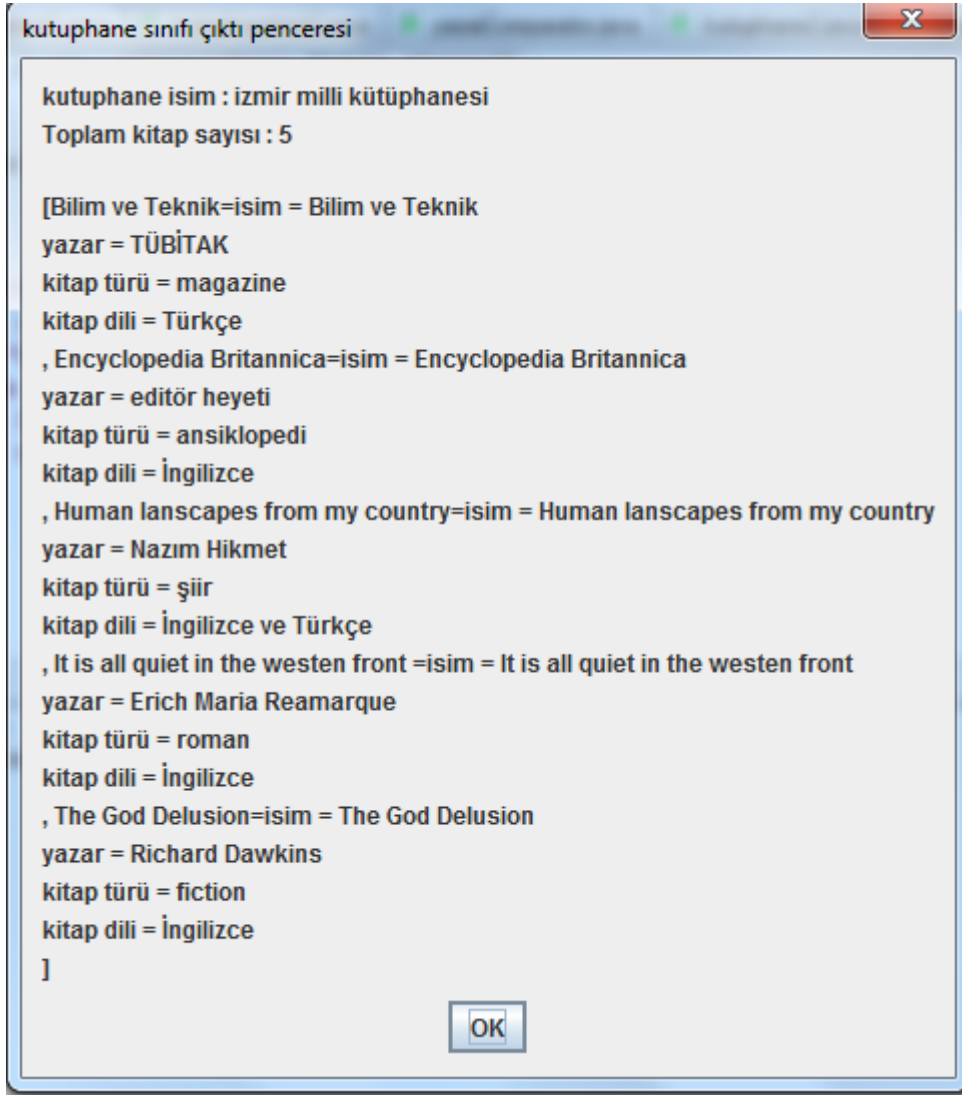 kutuphane sınıfı çıktı penceresi
kutuphane isim : izmir milli kütüphanesi
Toplam kitap sayısı : 5
[Bilim ve Teknik=isim = Bilim ve Teknik
yazar = TÜBİTAK
kitap türü = magazine
kitap dili = Türkçe
, Encyclopedia Britannica=isim = Encyclopedia Britannica
yazar = editör heyeti
kitap türü = ansiklopedi
kitap dili = İngilizce
, Human lanscapes from my country=isim = Human lanscapes from my country
yazar = Nazım Hikmet
kitap türü = şiir
kitap dili = İngilizce ve Türkçe
, It is all quiet in the westen front =isim = It is all quiet in the westen front
yazar = Erich Maria Reamarque
kitap türü = roman
kitap dili = İngilizce
, The God Delusion=isim = The God Delusion
yazar = Richard Dawkins
kitap türü = fiction
kitap dili = İngilizce
]
OK